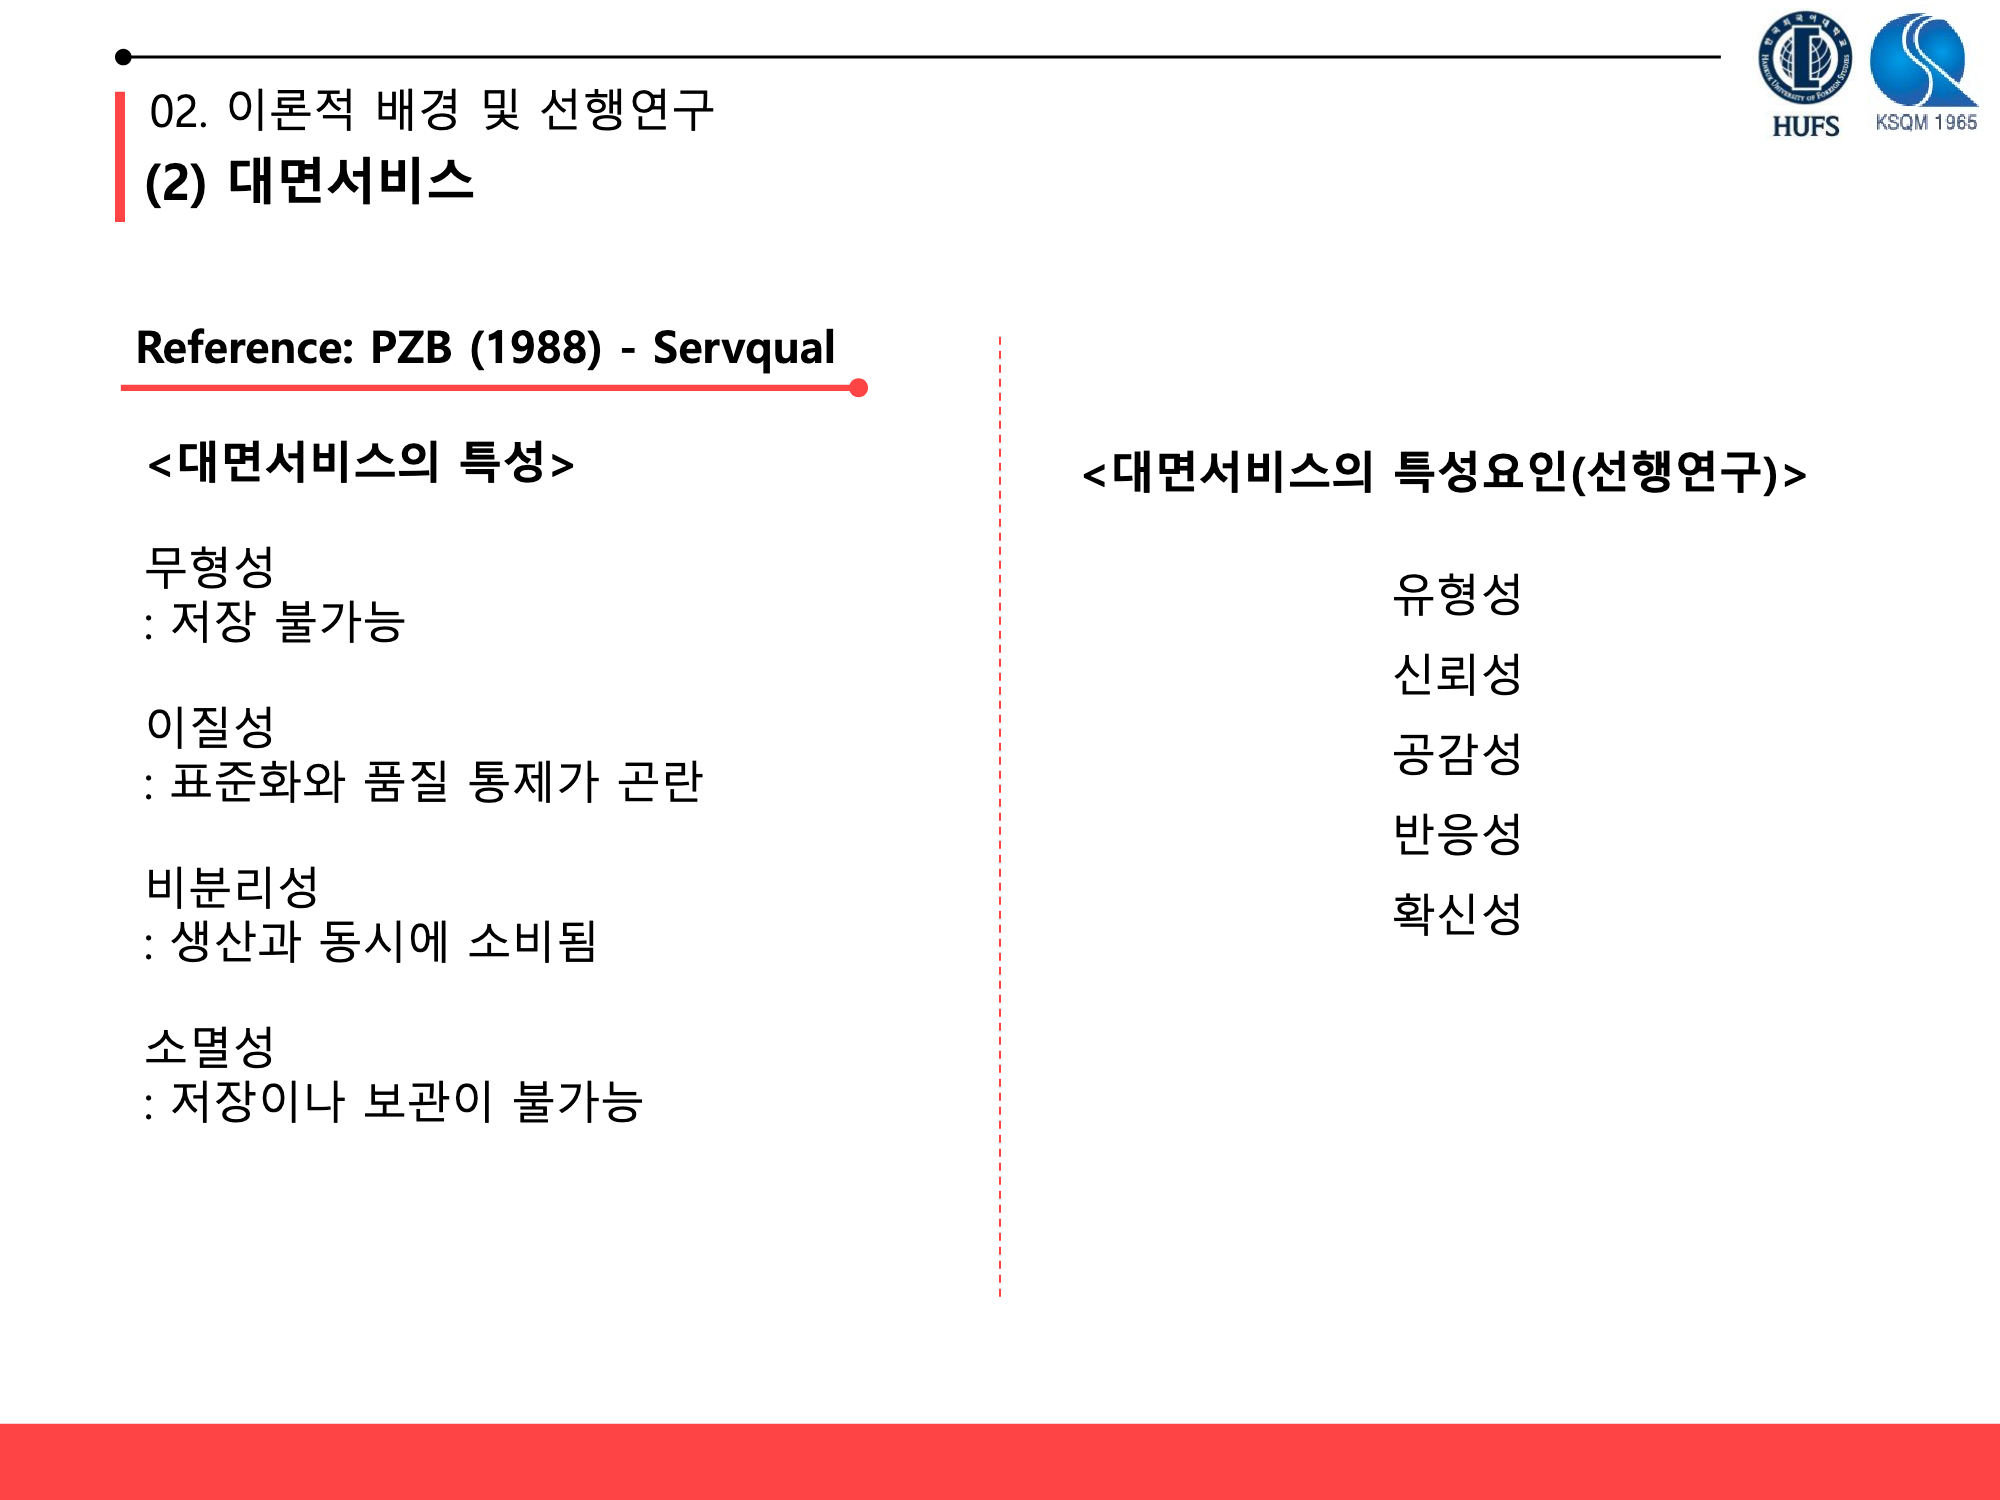 02. 이론적 배경 및 선행연구
(2) 대면서비스
HUFS
KSQM 1965
Reference: PZB (1988) - Servqual
<대면서비스의 특성>
무형성
: 저장 불가능
이질성
: 표준화와 품질 통제가 곤란
비분리성
: 생산과 동시에 소비됨
소멸성
: 저장이나 보관이 불가능
<대면서비스의 특성요인(선행연구)>
유형성
신뢰성
공감성
반응성
확신성